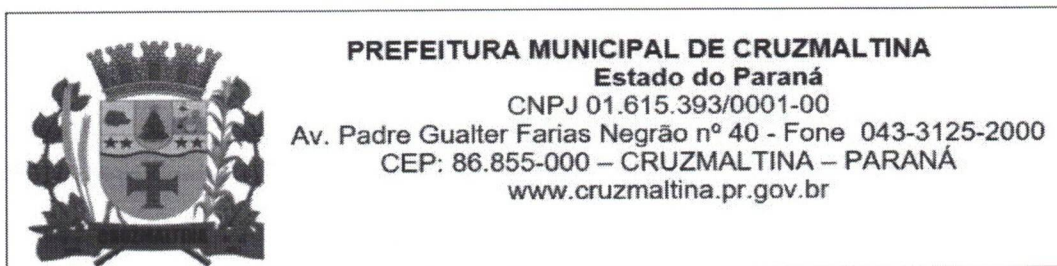 PREFEITURA MUNICIPAL DE CRUZMALTINA
Estado do Paraná
CNPJ 01.615.393/0001-00
Av. Padre Gualter Farias Negrão nº 40 - Fone 043-3125-2000
CEP: 86.855-000 – CRUZMALTINA – PARANÁ
www.cruzmaltina.pr.gov.br
CRUZMALTINA